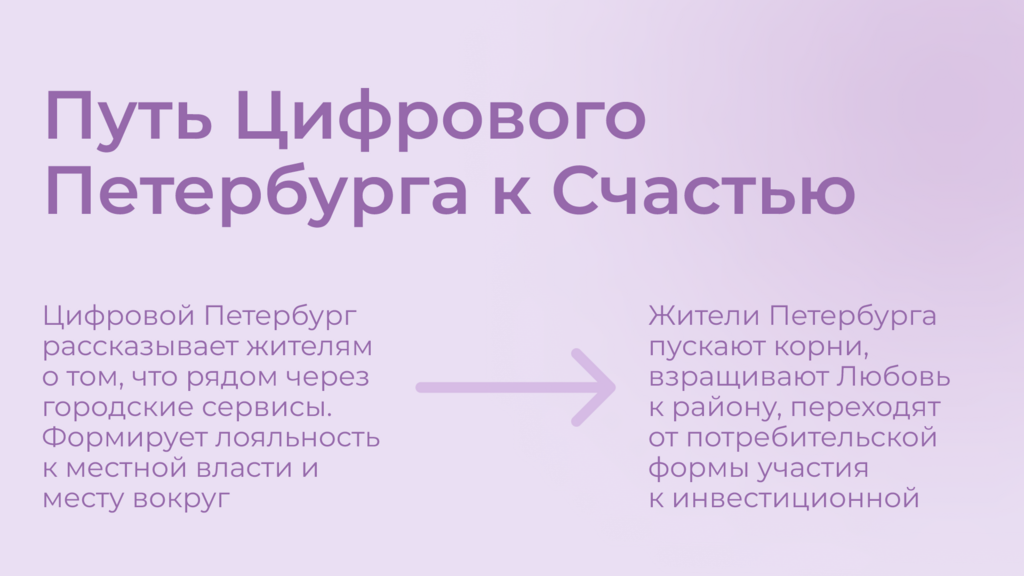 Путь Цифрового
Петербурга к Счастью
Цифровой Петербург
рассказывает жителям
о том, что рядом через
городские сервисы.
Формирует лояльность
к местной власти и
месту вокруг
Жители Петербурга
пускают корни,
взращивают Любовь
к району, переходят
от потребительской
формы участия
к инвестиционной